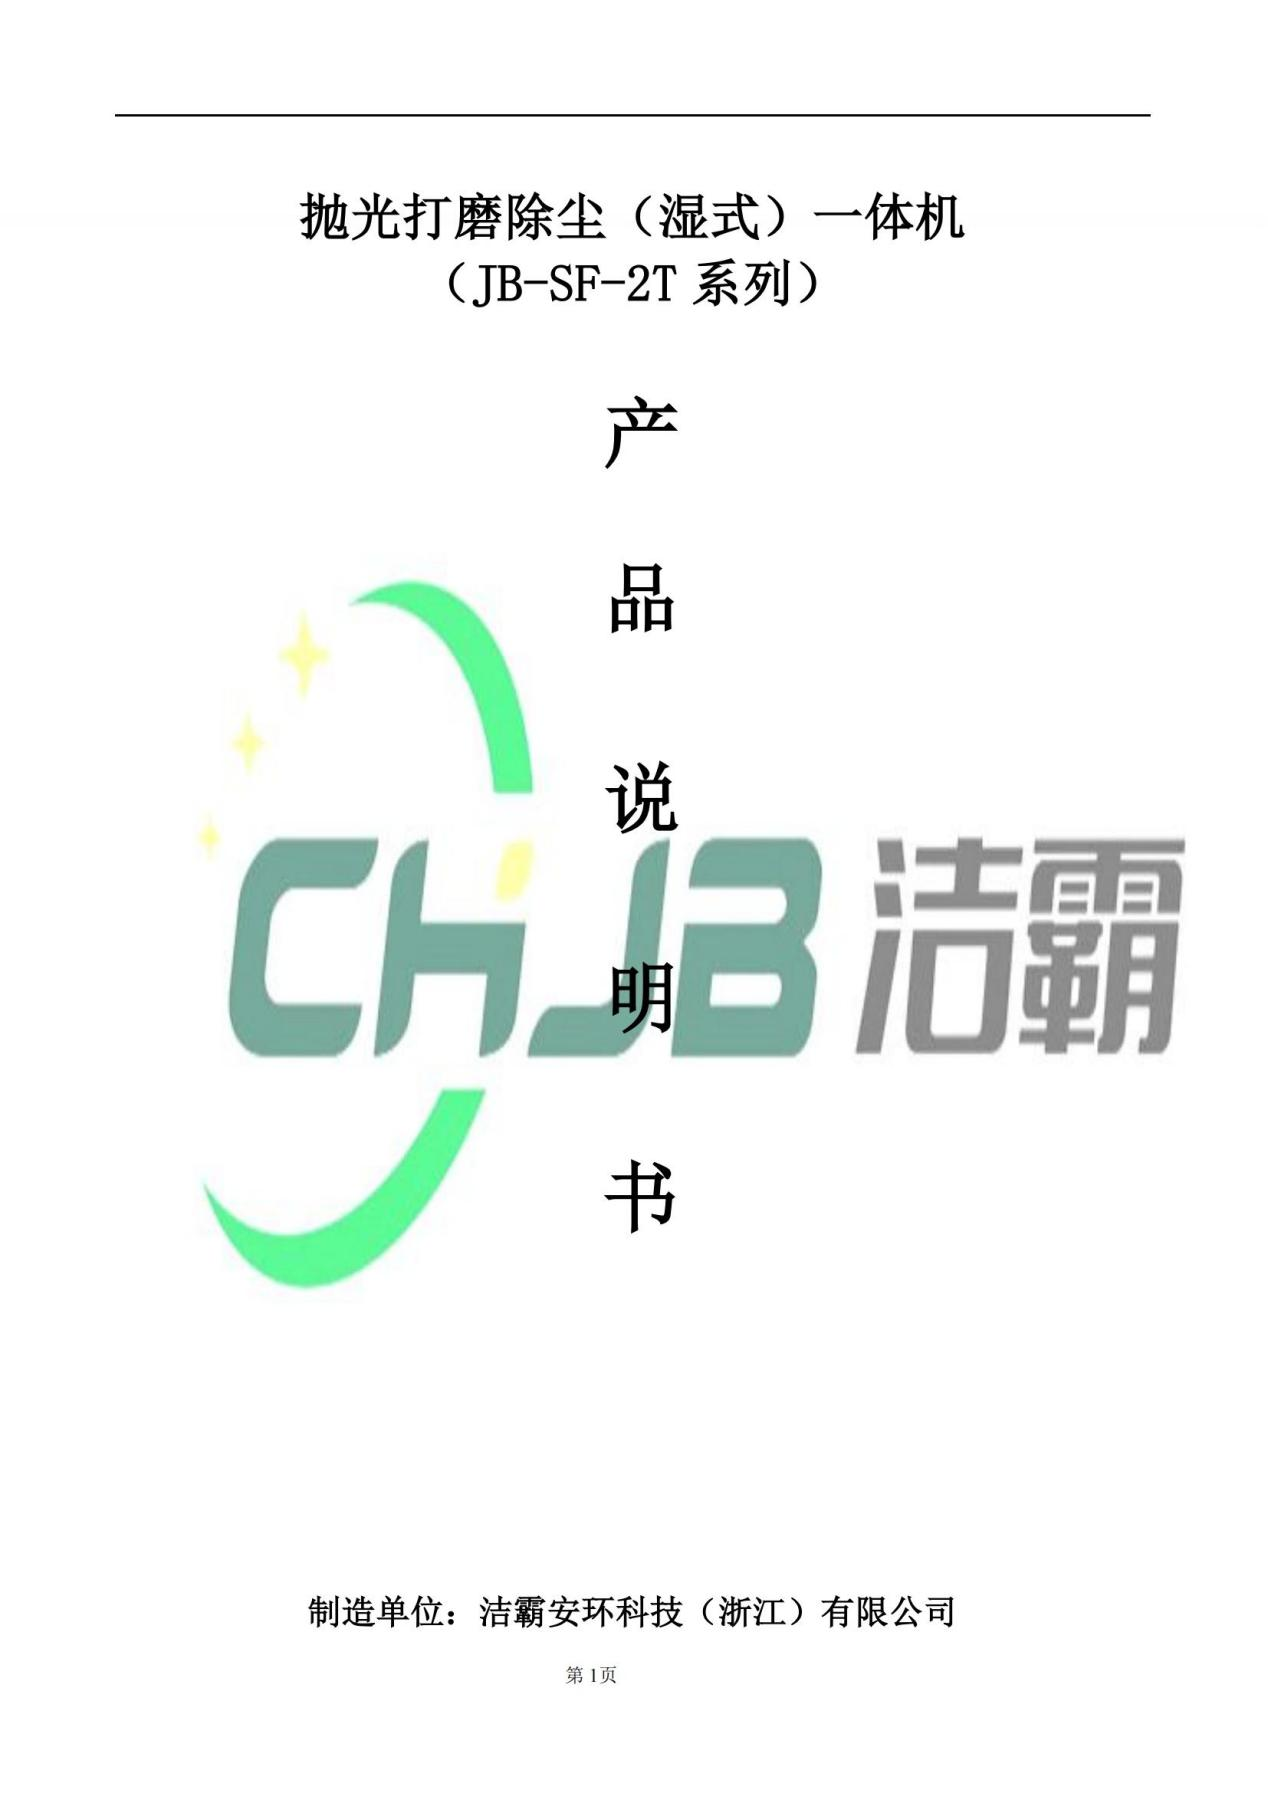 抛光打磨除尘（湿式）一体机
（JB-SF-2T 系列）
产
品
说
明
书
CHJB 洁霸
制造单位：洁霸安环科技（浙江）有限公司
第 1页